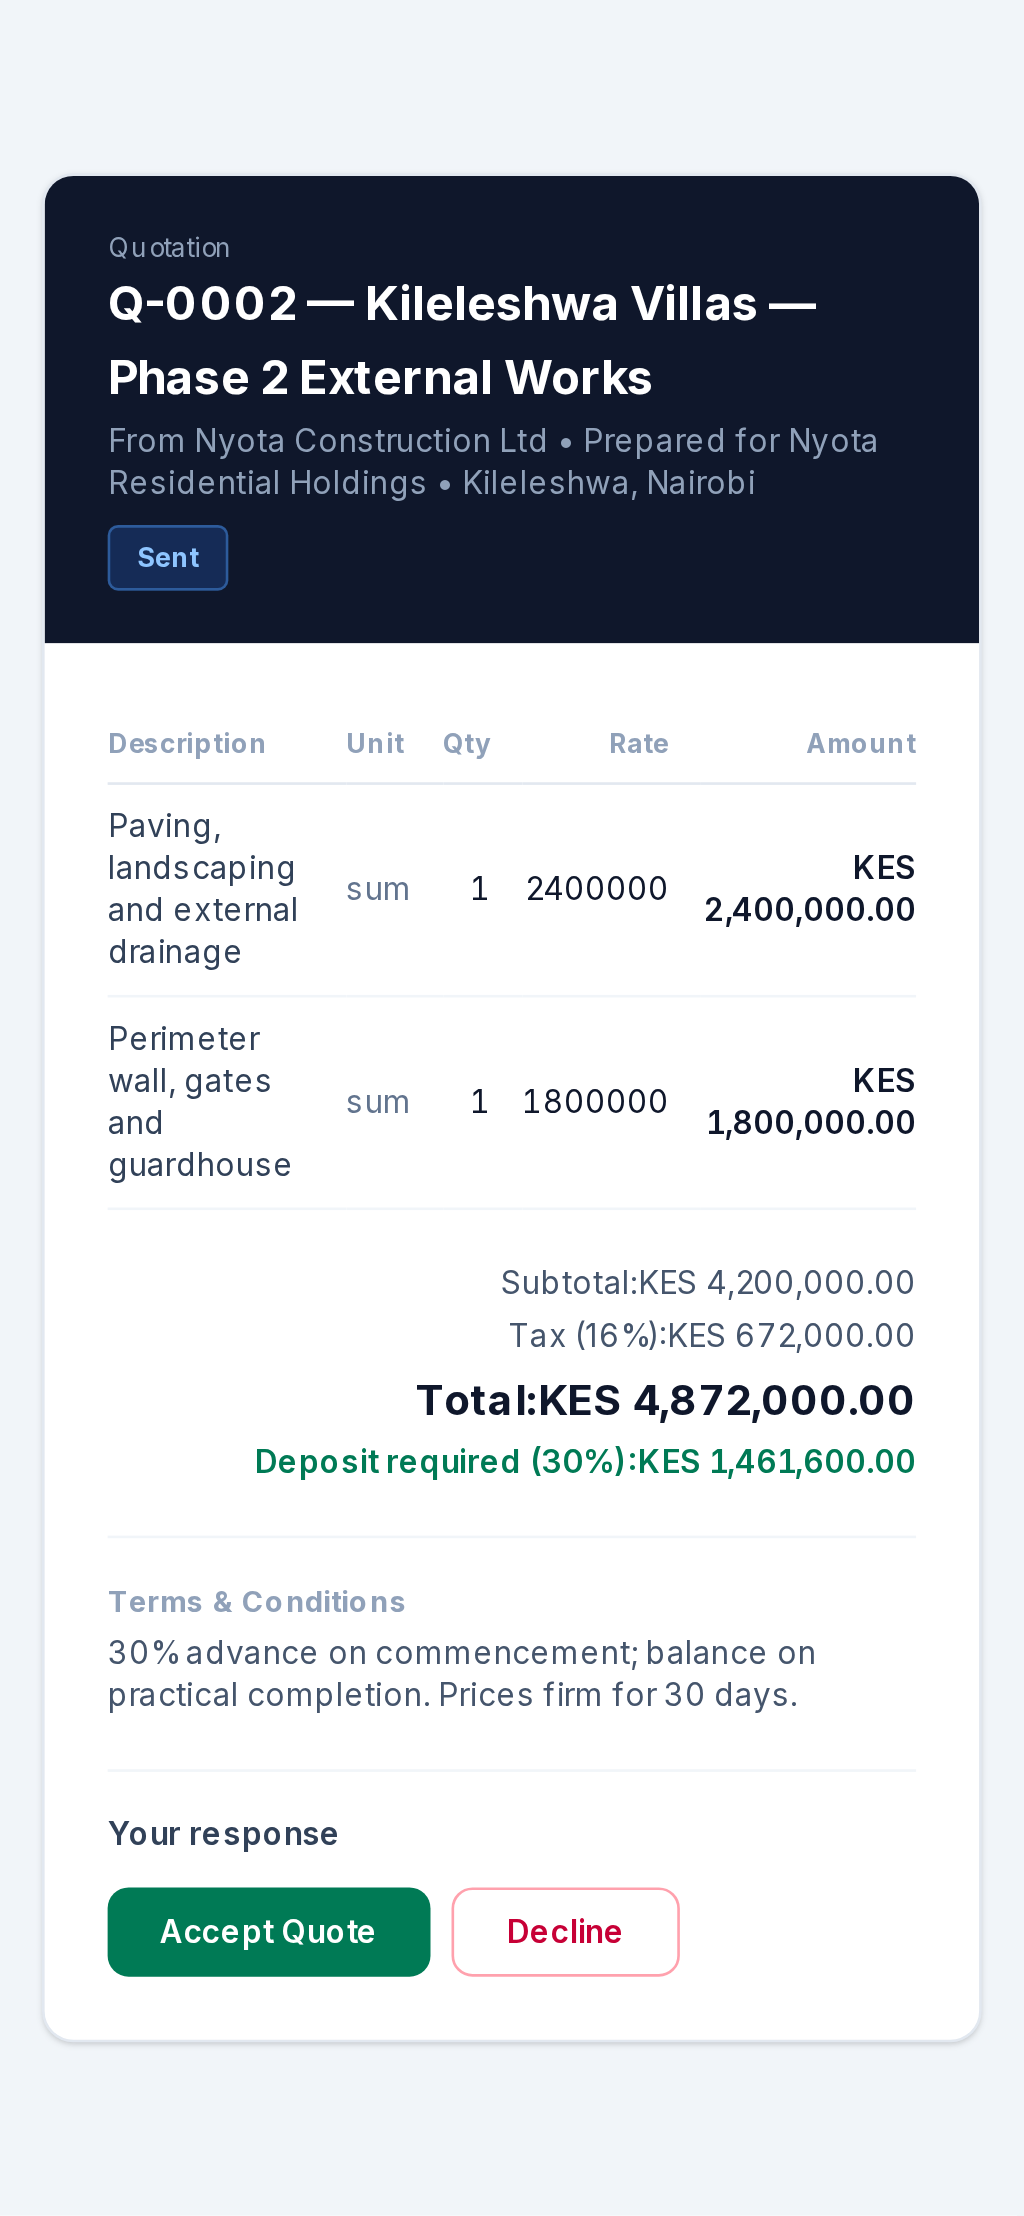 Quotation
Q-0002 — Kileleshwa Villas —
Phase 2 External Works
From Nyota Construction Ltd • Prepared for Nyota
Residential Holdings • Kileleshwa, Nairobi
Sent
Description Unit Qty Rate Amount
Paving,
landscaping
and external
drainage
sum 1 2400000 KES
2,400,000.00
Perimeter
wall, gates
and
guardhouse
sum 1 1800000 KES
1,800,000.00
Subtotal:KES 4,200,000.00
Tax (16%):KES 672,000.00
Total:KES 4,872,000.00
Deposit required (30%):KES 1,461,600.00
Terms & Conditions
30% advance on commencement; balance on
practical completion. Prices firm for 30 days.
Your response
Accept Quote Decline